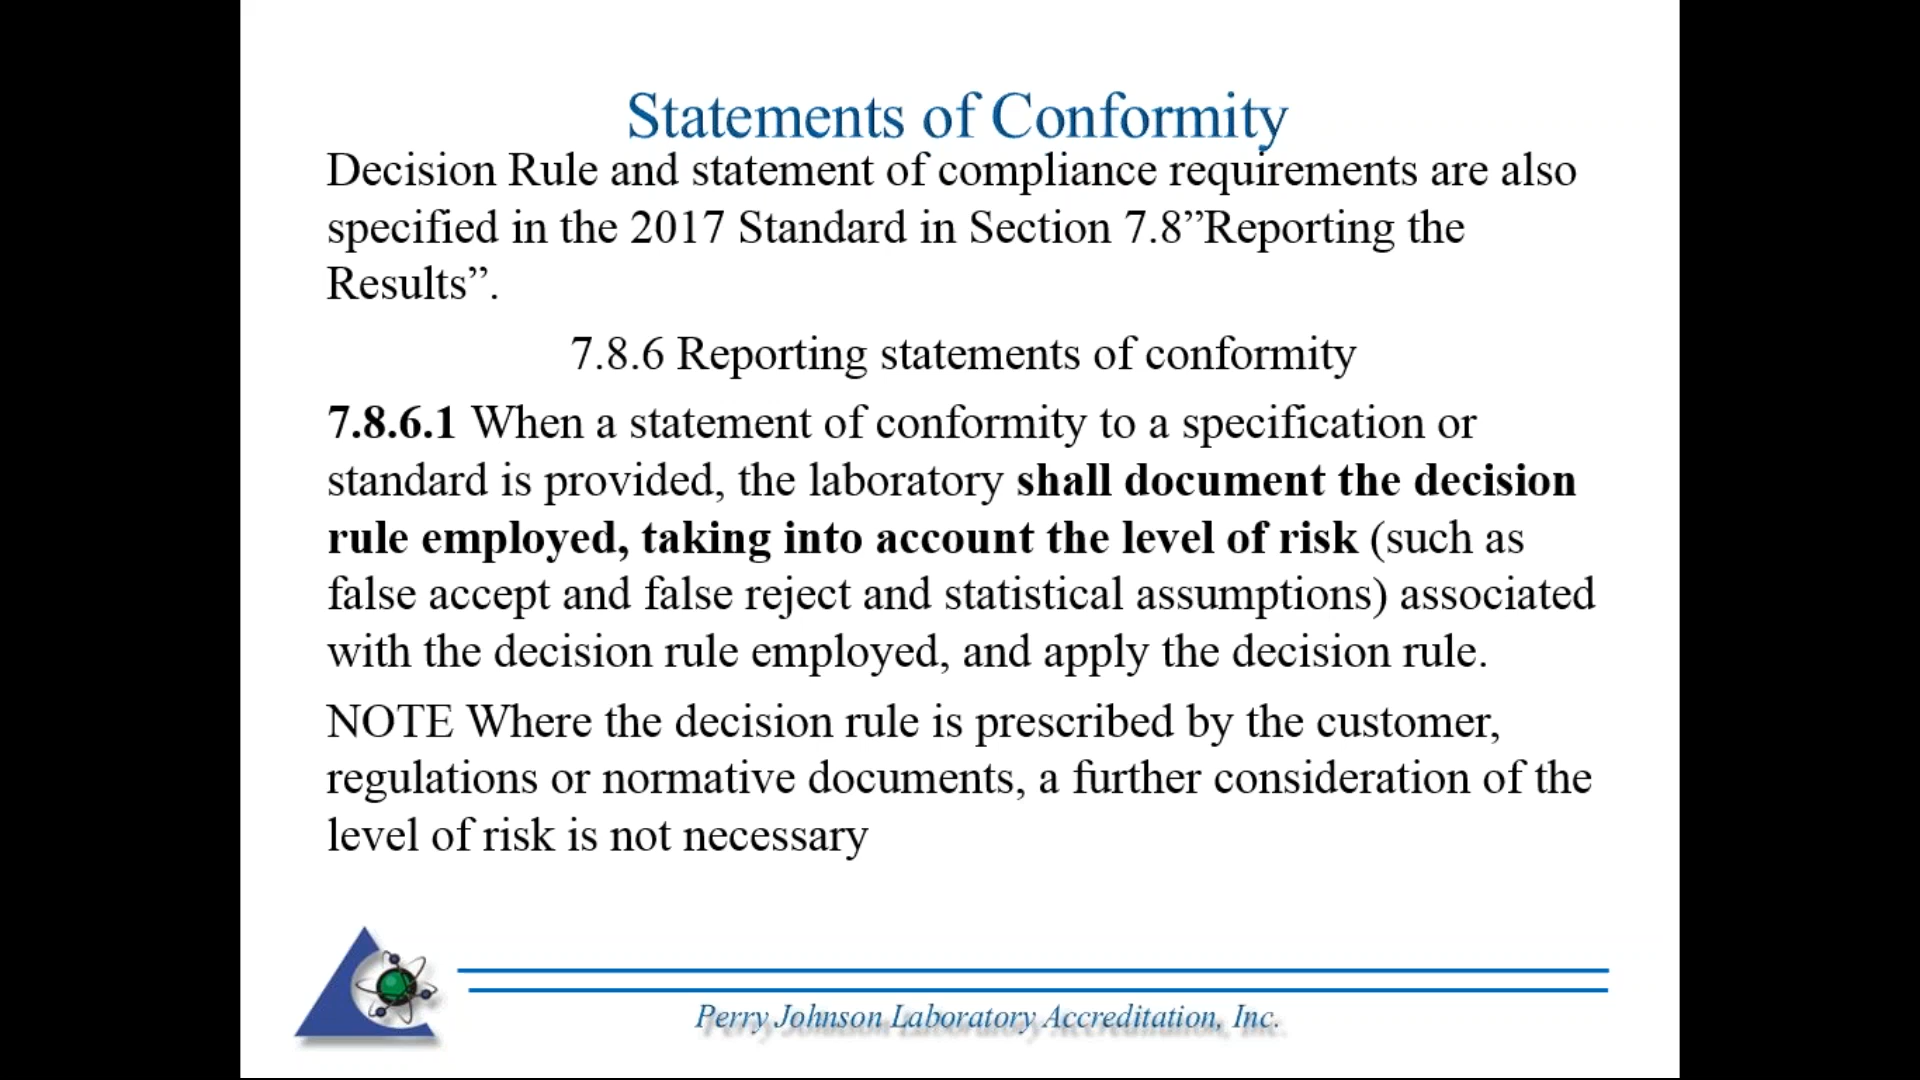 Statements of Conformity
Decision Rule and statement of compliance requirements are also
specified in the 2017 Standard in Section 7.8”Reporting the
Results”.
7.8.6 Reporting statements of conformity
7.8.6.1 When a statement of conformity to a specification or
standard is provided, the laboratory shall document the decision
rule employed, taking into account the level of risk (such as
false accept and false reject and statistical assumptions) associated
with the decision rule employed, and apply the decision rule.
NOTE Where the decision rule is prescribed by the customer,
regulations or normative documents, a further consideration of the
level of risk is not necessary
Perry Johnson Laboratory Accreditation, Inc.